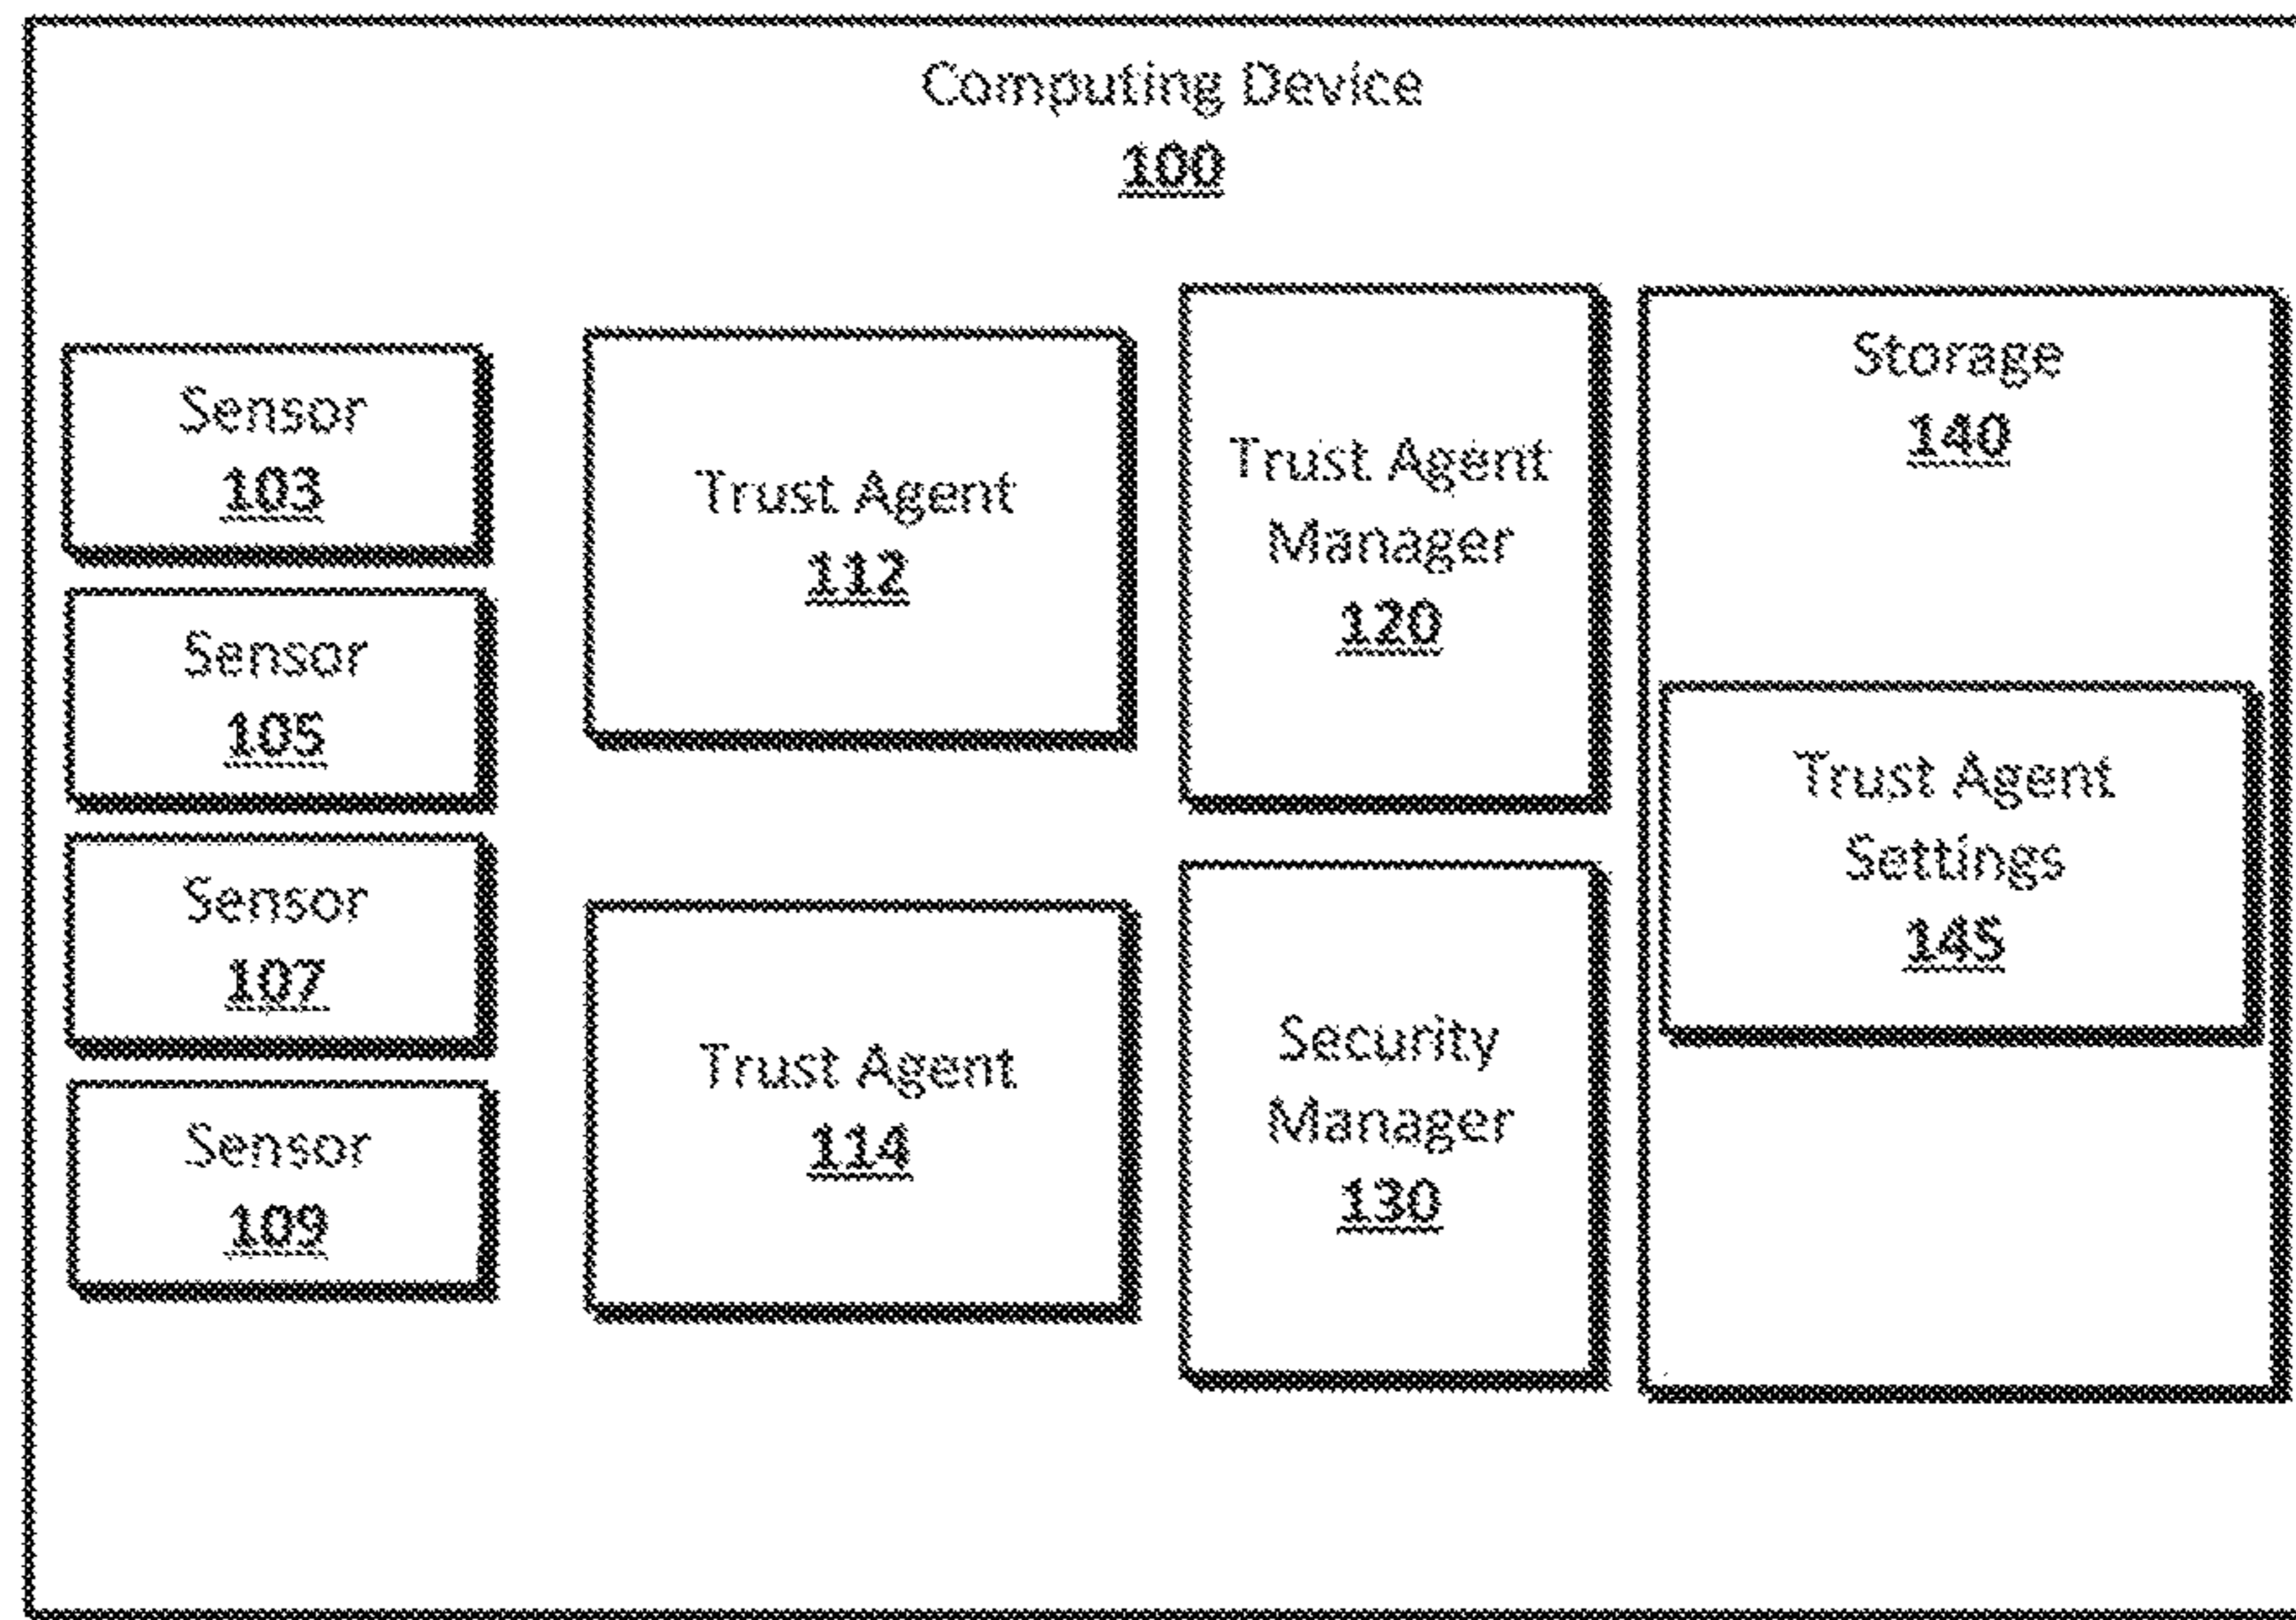 Computing Device
100
Sensor
103
Sensor
105
Sensor
107
Sensor
109
Trust Agent
112
Trust Agent
114
Trust Agent
Manager
120
Security
Manager
130
Storage
140
Trust Agent
Settings
145